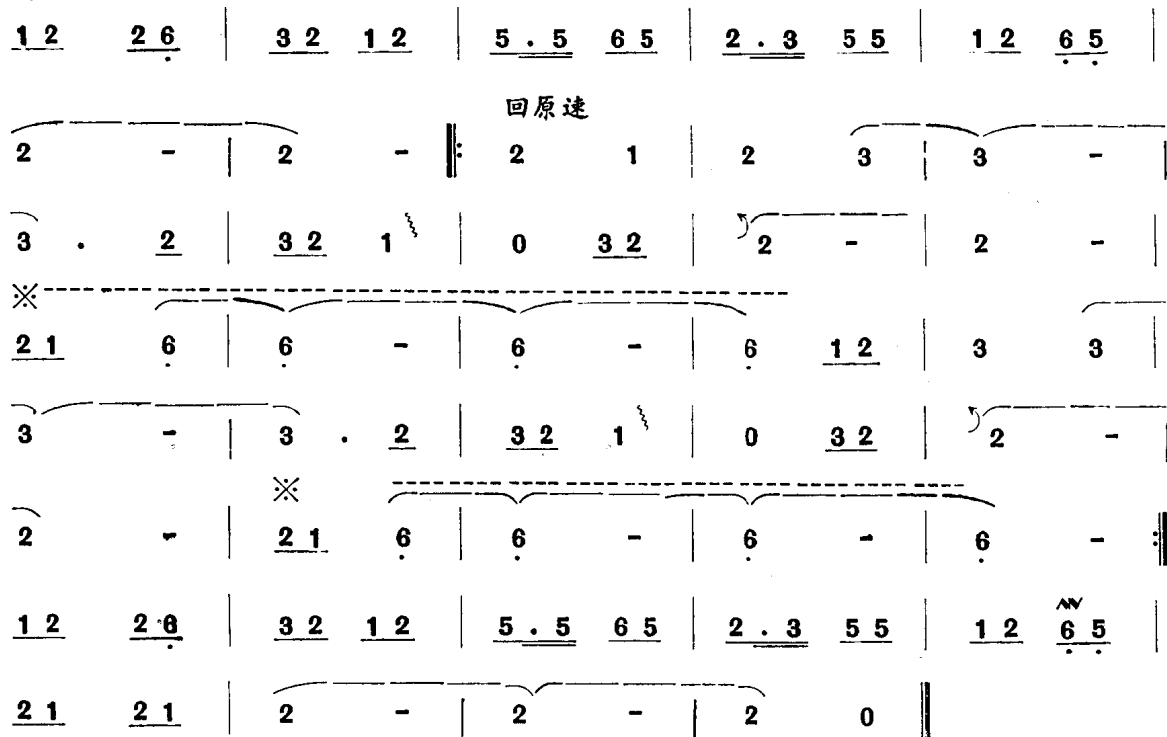 1 2 2 6 | 3 2 1 2 | 5 . 5 6 5 | 2 . 3 5 5 | 1 2 6 5 |
回原速
2 - | 2 - ‖: 2 1 | 2 3 | 3 - |
3 . 2 | 3 2 1 | 0 3 2 | 2 - | 2 -
※
2 1 6 | 6 - | 6 - | 6 1 2 | 3 3
3 - | 3 . 2 | 3 2 1 | 0 3 2 | 2 - |
※
2 - | 2 1 6 | 6 - | 6 - | 6 - :‖
1 2 2 6 | 3 2 1 2 | 5 . 5 6 5 | 2 . 3 5 5 | 1 2 6 5 |
2 1 2 1 | 2 - | 2 - | 2 0 ‖